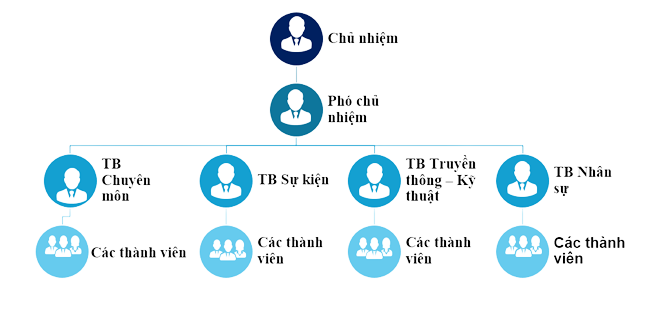 Chủ nhiệm
Phó chủ
nhiệm
TB
Chuyên
môn
TB Sự kiện
TB Truyền
thông – Kỹ
thuật
TB Nhân
sự
Các thành viên
Các thành
viên
Các thành
viên
Các thành
viên